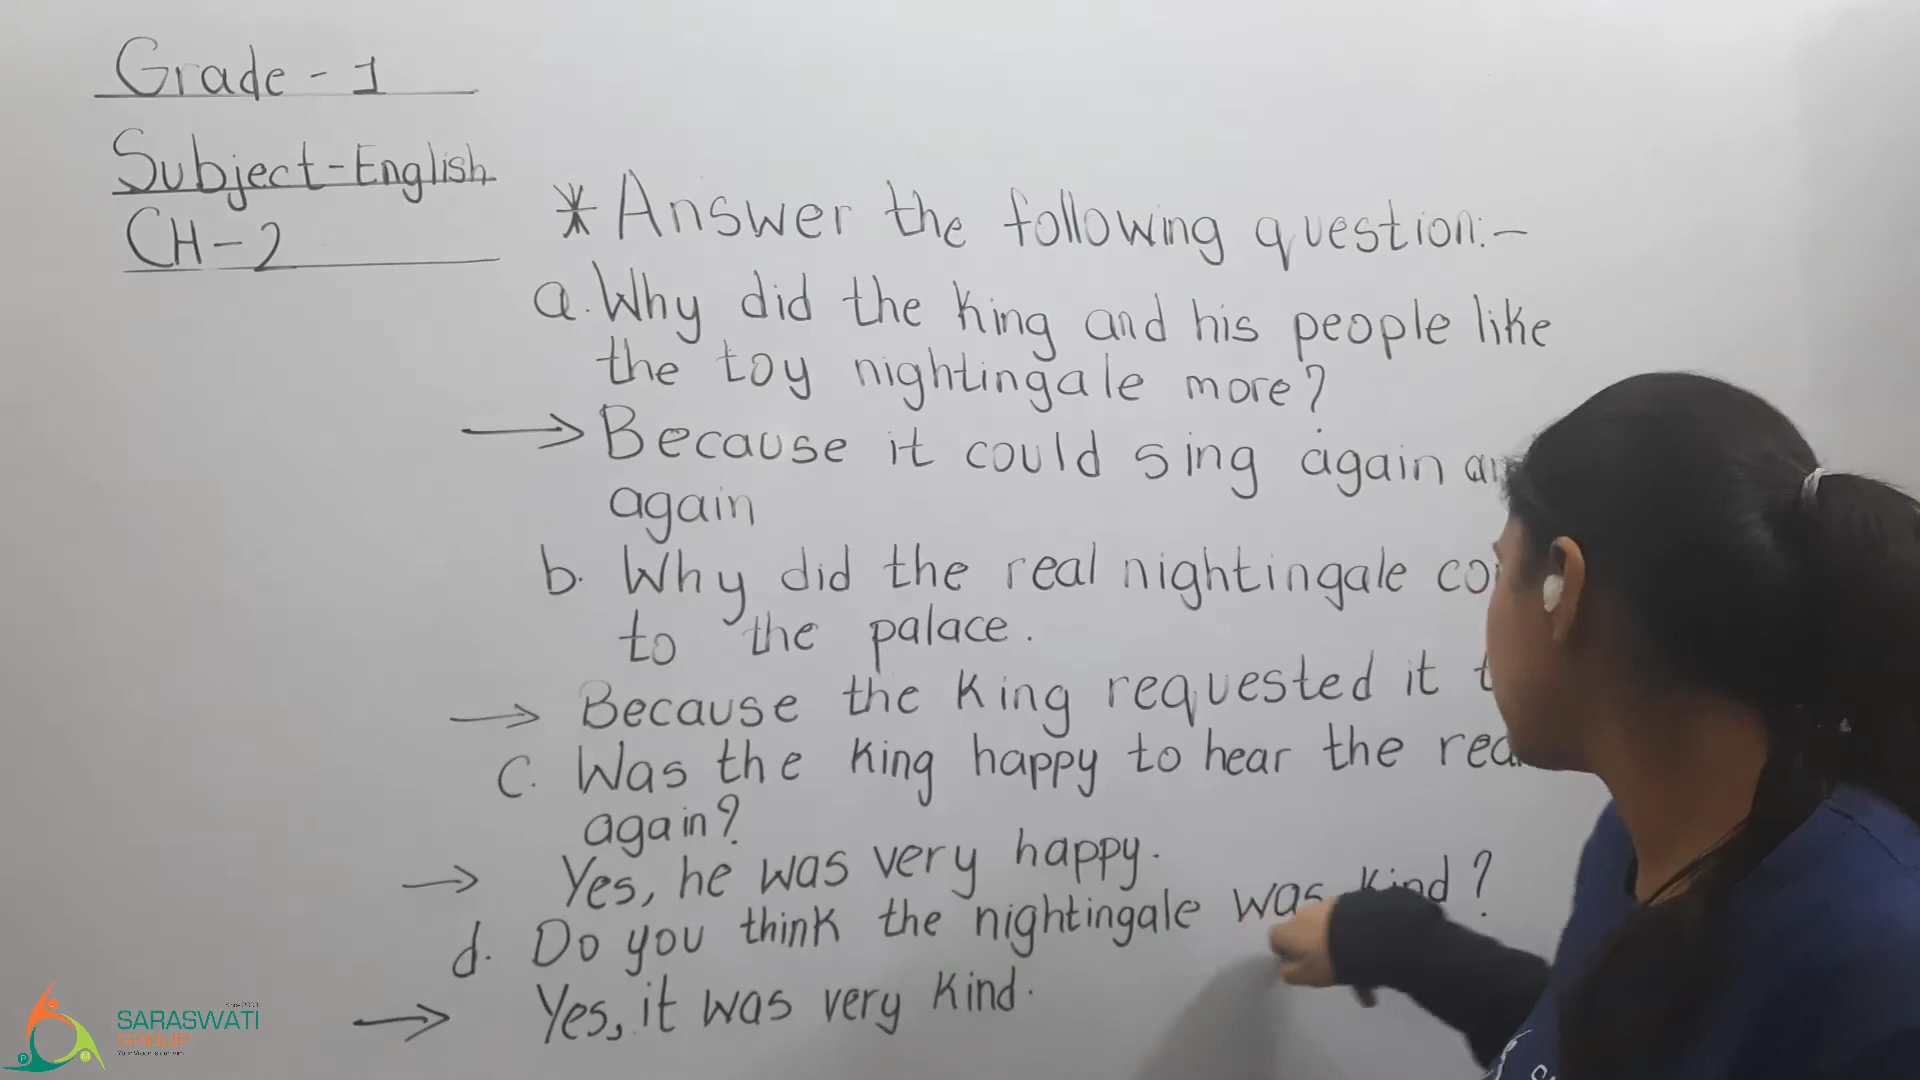 Grade - 1
Subject-English
CH-2
* Answer the following question:-
a. Why did the King and his people like
the toy nightingale more?
→ Because it could sing again
again
b. Why did the real nightingale
to the palace.
→ Because the King requested it
C. Was the King happy to hear the
again?
→ Yes, he was very happy.
d. Do you think the nightingale was kind?
→ Yes, it was very kind.
SARASWATI
GROUP